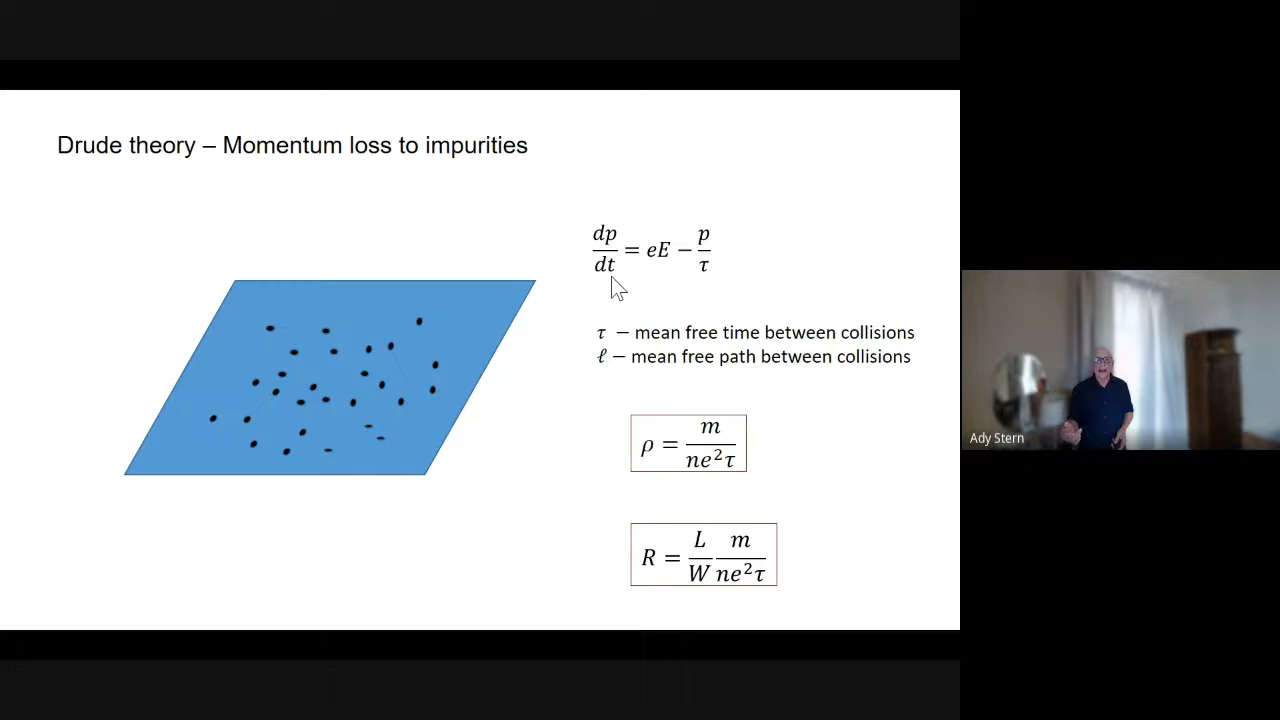 Drude theory – Momentum loss to impurities
dp/dt = eE − p/τ
τ – mean free time between collisions
ℓ – mean free path between collisions
ρ = m/ne²τ
R = L/W m/ne²τ
Ady Stern